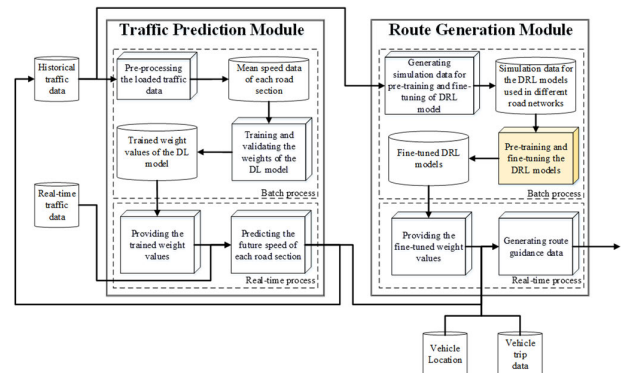 Traffic Prediction Module
Route Generation Module
Historical
traffic data
Pre-processing
the loaded traffic
data
Mean speed data
of each road
section
Generating
simulation data for
pre-training and fine-
tuning of DRL
model
Simulation data for
the DRL models
used in different
road networks
Trained weight
values of the DL
model
Training and
validating the
weights of the DL
model
Fine-tuned DRL
models
Pre-training and
fine-tuning the
DRL models
Batch process
Batch process
Real-time
traffic data
Providing the
trained weight
values
Predicting the
future speed of
each road section
Providing the
fine-tuned weight
values
Generating route
guidance data
Real-time process
Real-time process
Vehicle
Location
Vehicle
trip
data